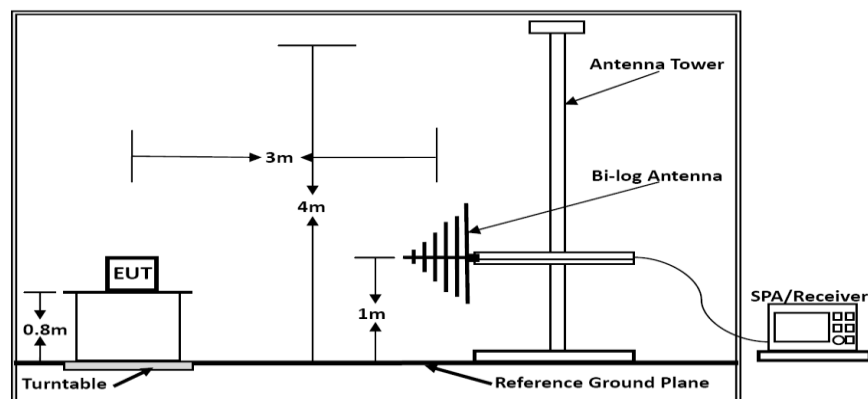 Antenna Tower
3m
Bi-log Antenna
4m
EUT
SPA/Receiver
0.8m
1m
Turntable
Reference Ground Plane